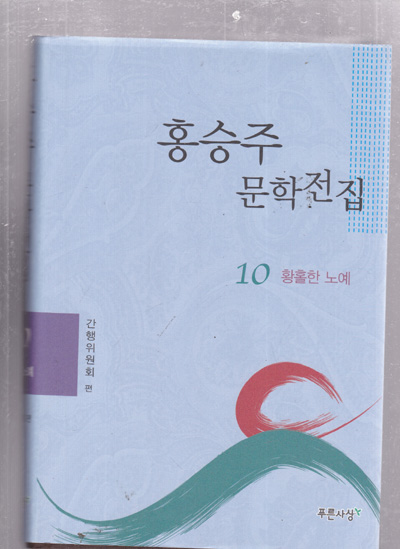 홍승주
문학전집
10 황홀한 노예
간행위원회 편
푸른사상